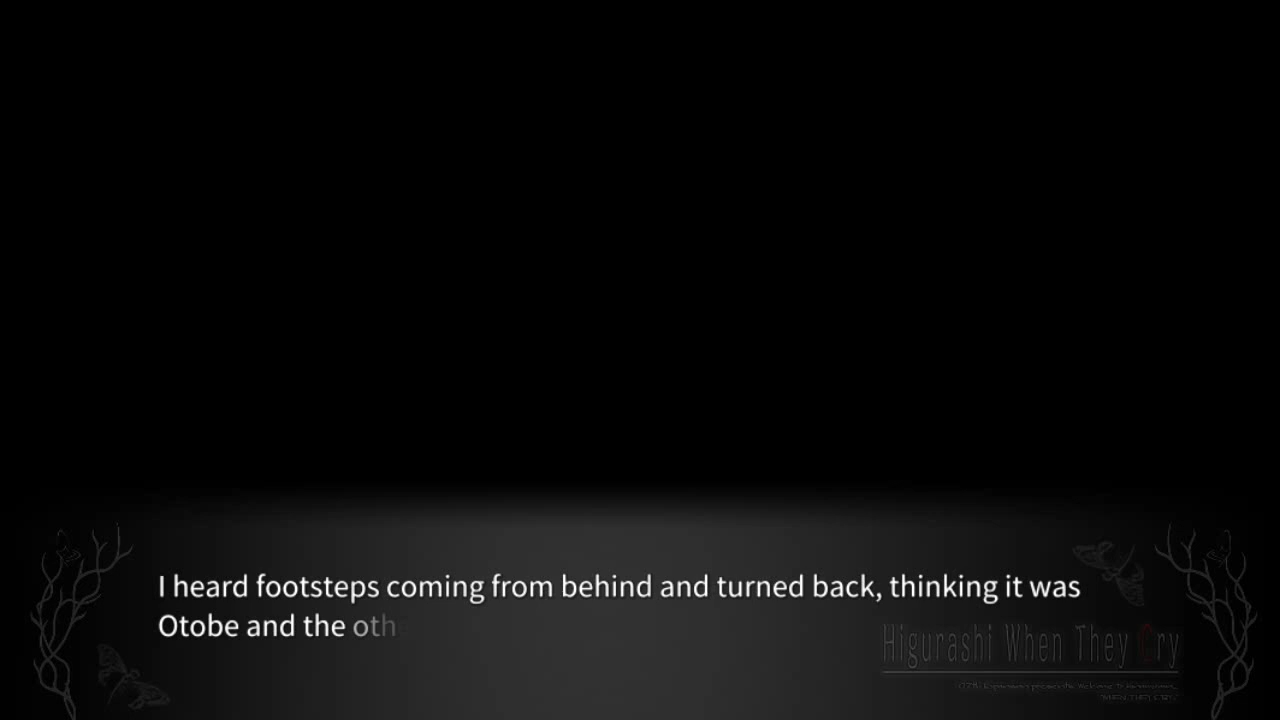 I heard footsteps coming from behind and turned back, thinking it was
Otobe and the oth
Higurashi When They Cry